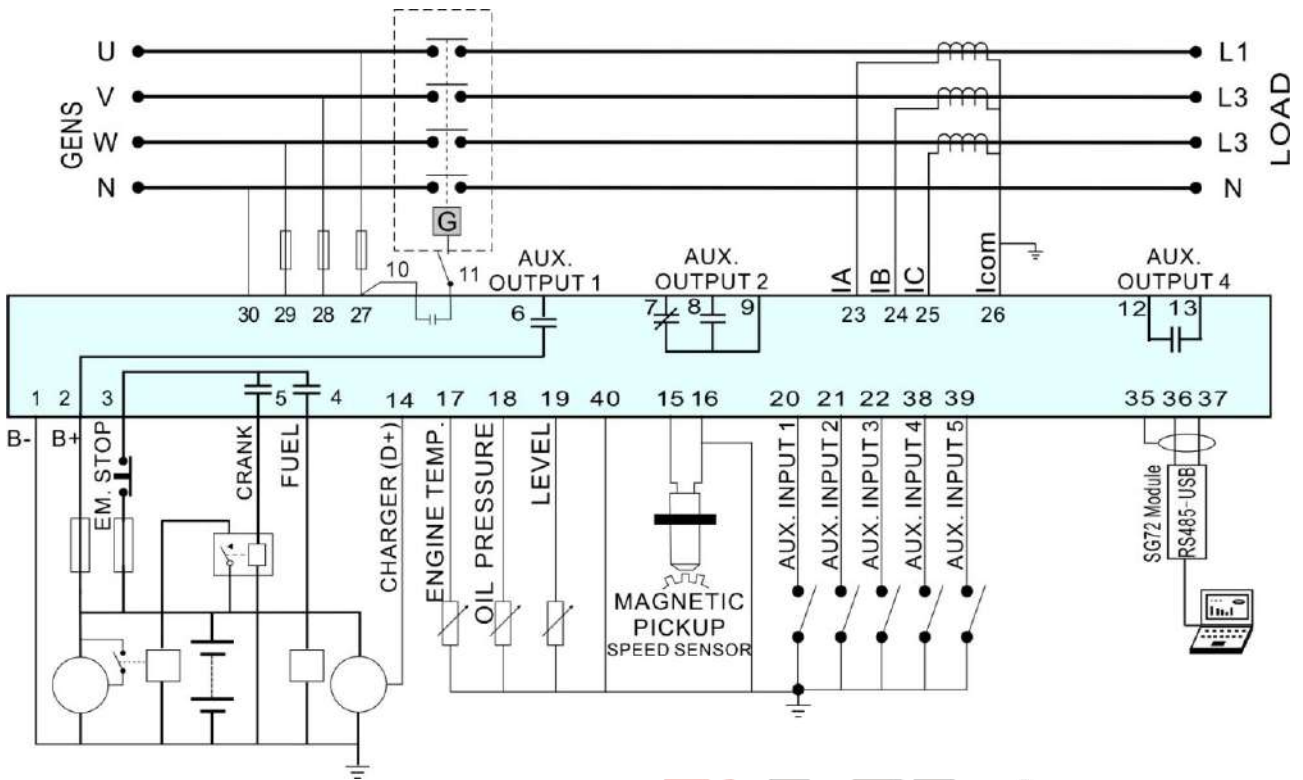 U
L1
V
L3
W
L3
N
N
GENS
LOAD
G
10
11
AUX.
OUTPUT 1
AUX.
OUTPUT 2
IA
IB
IC
Icom
AUX.
OUTPUT 4
30 29 28 27
6
7 8 9
23 24 25 26
12 13
1 2 3
5 4
14 17 18 19 40 15 16 20 21 22 38 39
35 36 37
B-
B+
EM. STOP
CRANK
FUEL
CHARGER (D+)
ENGINE TEMP.
OIL PRESSURE
LEVEL
AUX. INPUT 1
AUX. INPUT 2
AUX. INPUT 3
AUX. INPUT 4
AUX. INPUT 5
SG72 Module
RS485-USB
MAGNETIC
PICKUP
SPEED SENSOR